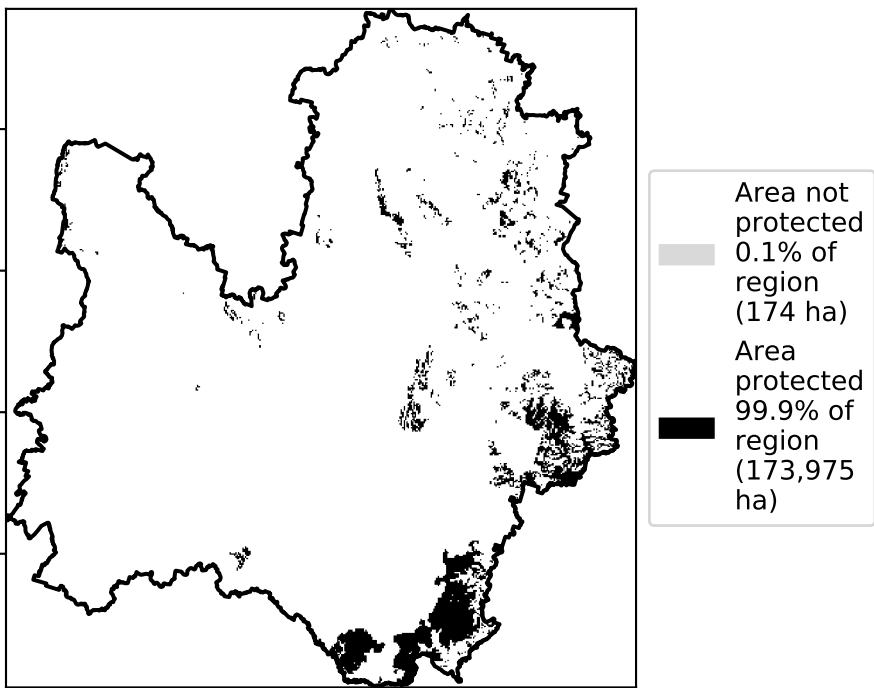 Area not
protected
0.1% of
region
(174 ha)
Area
protected
99.9% of
region
(173,975
ha)